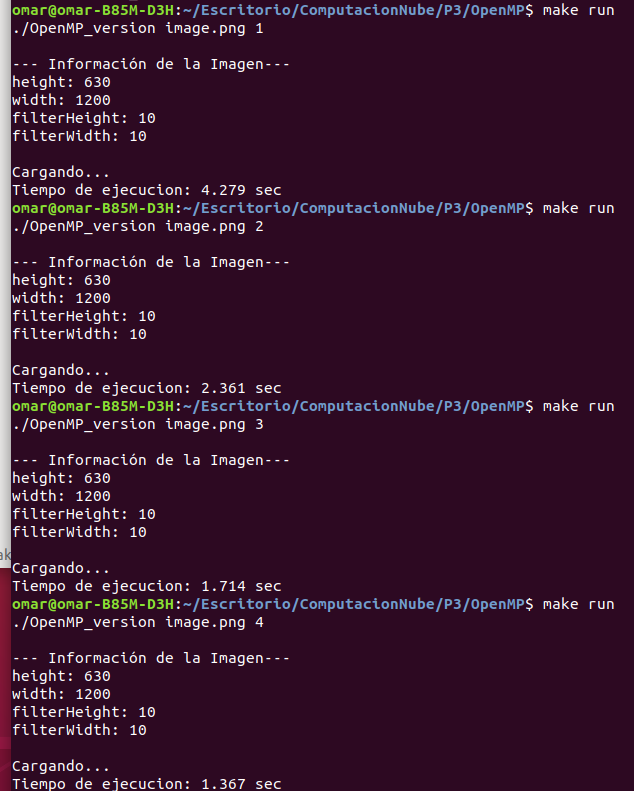 omar@omar-B85M-D3H:~/Escritorio/ComputacionNube/P3/OpenMP$ make run
./OpenMP_version image.png 1
--- Información de la Imagen---
height: 630
width: 1200
filterHeight: 10
filterWidth: 10
Cargando...
Tiempo de ejecucion: 4.279 sec
omar@omar-B85M-D3H:~/Escritorio/ComputacionNube/P3/OpenMP$ make run
./OpenMP_version image.png 2
--- Información de la Imagen---
height: 630
width: 1200
filterHeight: 10
filterWidth: 10
Cargando...
Tiempo de ejecucion: 2.361 sec
omar@omar-B85M-D3H:~/Escritorio/ComputacionNube/P3/OpenMP$ make run
./OpenMP_version image.png 3
--- Información de la Imagen---
height: 630
width: 1200
filterHeight: 10
filterWidth: 10
Cargando...
Tiempo de ejecucion: 1.714 sec
omar@omar-B85M-D3H:~/Escritorio/ComputacionNube/P3/OpenMP$ make run
./OpenMP_version image.png 4
--- Información de la Imagen---
height: 630
width: 1200
filterHeight: 10
filterWidth: 10
Cargando...
Tiempo de ejecucion: 1.367 sec